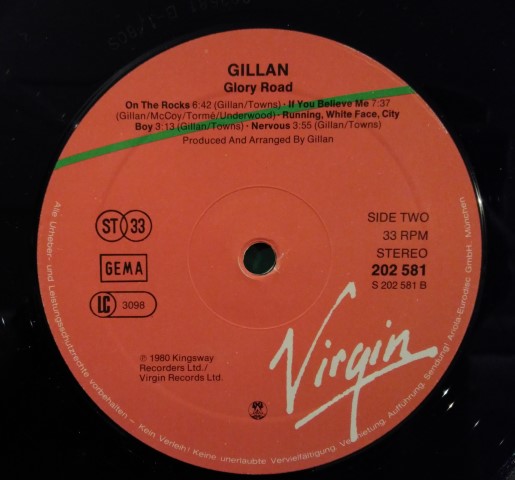 GILLAN
Glory Road
On The Rocks 6:42 (Gillan/Towns) · If You Believe Me 7:37
(Gillan/McCoy/Tormé/Underwood) · Running, White Face, City
Boy 3:13 (Gillan/Towns) · Nervous 3:55 (Gillan/Towns)
Produced And Arranged By Gillan
ST 33
GEMA
LC 3098
SIDE TWO
33 RPM
STEREO
202 581
S 202 581 B
℗ 1980 Kingsway
Recorders Ltd./
Virgin Records Ltd.
Virgin
Alle Urheber- und Leistungsschutzrechte vorbehalten – Kein Verleih! Keine unerlaubte Vervielfältigung, Vermietung, Aufführung, Sendung! Ariola-Eurodisc GmbH, München